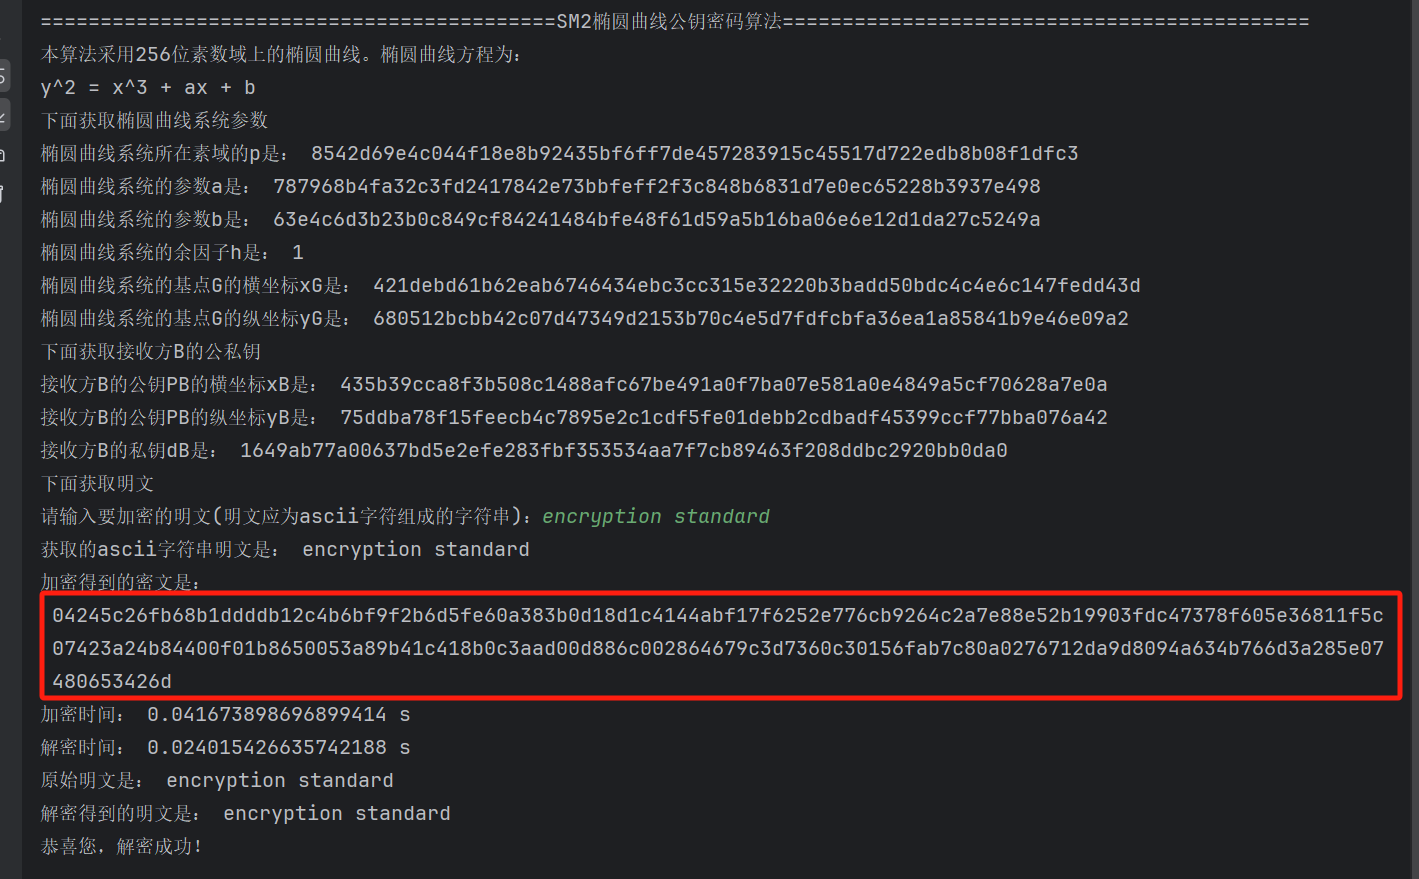 ===========================================SM2椭圆曲线公钥密码算法============================================
本算法采用256位素数域上的椭圆曲线。椭圆曲线方程为：
y^2 = x^3 + ax + b
下面获取椭圆曲线系统参数
椭圆曲线系统所在素域的p是： 8542d69e4c044f18e8b92435bf6ff7de457283915c45517d722edb8b08f1dfc3
椭圆曲线系统的参数a是： 787968b4fa32c3fd2417842e73bbfeff2f3c848b6831d7e0ec65228b3937e498
椭圆曲线系统的参数b是： 63e4c6d3b23b0c849cf84241484bfe48f61d59a5b16ba06e6e12d1da27c5249a
椭圆曲线系统的余因子h是： 1
椭圆曲线系统的基点G的横坐标xG是： 421debd61b62eab6746434ebc3cc315e32220b3badd50bdc4c4e6c147fedd43d
椭圆曲线系统的基点G的纵坐标yG是： 680512bcbb42c07d47349d2153b70c4e5d7fdfcbfa36ea1a85841b9e46e09a2
下面获取接收方B的公私钥
接收方B的公钥PB的横坐标xB是： 435b39cca8f3b508c1488afc67be491a0f7ba07e581a0e4849a5cf70628a7e0a
接收方B的公钥PB的纵坐标yB是： 75ddba78f15feecb4c7895e2c1cdf5fe01debb2cdbadf45399ccf77bba076a42
接收方B的私钥dB是： 1649ab77a00637bd5e2efe283fbf353534aa7f7cb89463f208ddbc2920bb0da0
下面获取明文
请输入要加密的明文(明文应为ascii字符组成的字符串)：encryption standard
获取的ascii字符串明文是： encryption standard
加密得到的密文是：
04245c26fb68b1ddddb12c4b6bf9f2b6d5fe60a383b0d18d1c4144abf17f6252e776cb9264c2a7e88e52b19903fdc47378f605e36811f5c
07423a24b84400f01b8650053a89b41c418b0c3aad00d886c002864679c3d7360c30156fab7c80a0276712da9d8094a634b766d3a285e07
480653426d
加密时间： 0.041673898696899414 s
解密时间： 0.024015426635742188 s
原始明文是： encryption standard
解密得到的明文是： encryption standard
恭喜您，解密成功！